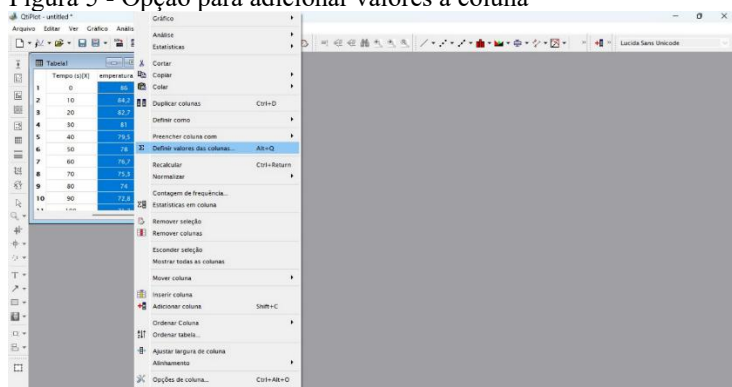 Figura 5 - Opção para adicionar valores à coluna
QtiPlot - untitled *
Arquivo Editar Ver Gráfico Anális
Lucida Sans Unicode
Tabela1
Tempo (s)[X] emperatura
1 0 86
2 10 84,2
3 20 82,7
4 30 81
5 40 79,5
6 50 78
7 60 76,7
8 70 75,3
9 80 74
10 90 72,8
Gráfico
Análise
Estatísticas
Cortar
Copiar
Colar
Duplicar colunas Ctrl+D
Definir como
Preencher coluna com
Definir valores das colunas... Alt+Q
Recalcular Ctrl+Return
Normalizar
Contagem de frequência...
Estatísticas em coluna
Remover seleção
Remover colunas
Esconder seleção
Mostrar todas as colunas
Mover coluna
Inserir coluna
Adicionar coluna Shift+C
Ordenar Coluna
Ordenar tabela...
Ajustar largura de coluna
Alinhamento
Opções de coluna... Ctrl+Alt+O